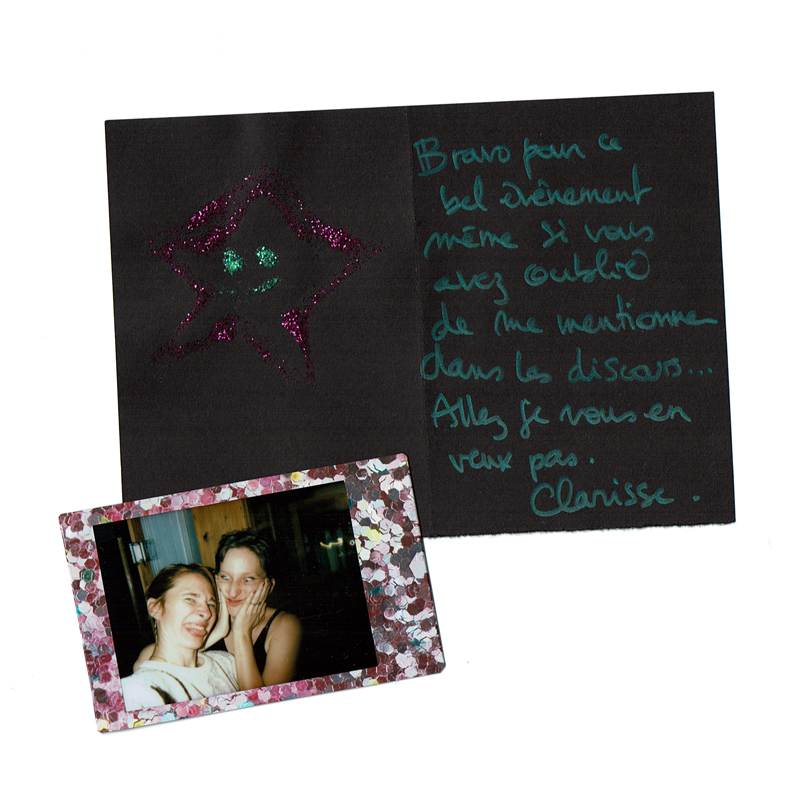 Bravo pour ce
bel évènement
même si vous
avez oublié
de me mentionner
dans les discours...
Allez je vous en
veux pas.
Clarisse.